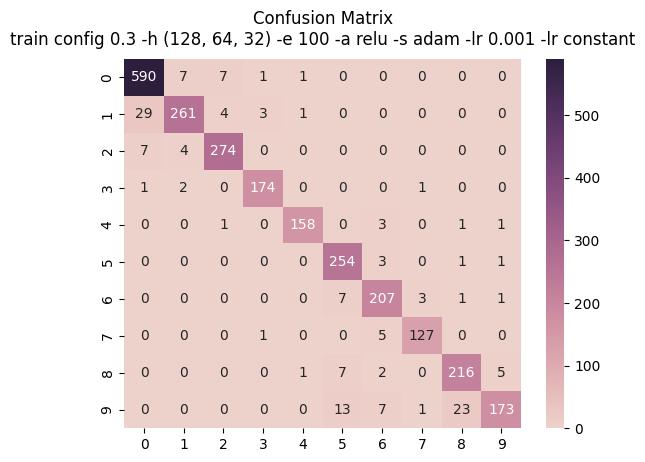 Confusion Matrix
train config 0.3 -h (128, 64, 32) -e 100 -a relu -s adam -lr 0.001 -lr constant
0 590 7 7 1 1 0 0 0 0 0
1 29 261 4 3 1 0 0 0 0 0
2 7 4 274 0 0 0 0 0 0 0
3 1 2 0 174 0 0 0 1 0 0
4 0 0 1 0 158 0 3 0 1 1
5 0 0 0 0 0 254 3 0 1 1
6 0 0 0 0 0 7 207 3 1 1
7 0 0 0 1 0 0 5 127 0 0
8 0 0 0 0 1 7 2 0 216 5
9 0 0 0 0 0 13 7 1 23 173
0 1 2 3 4 5 6 7 8 9
500
400
300
200
100
0